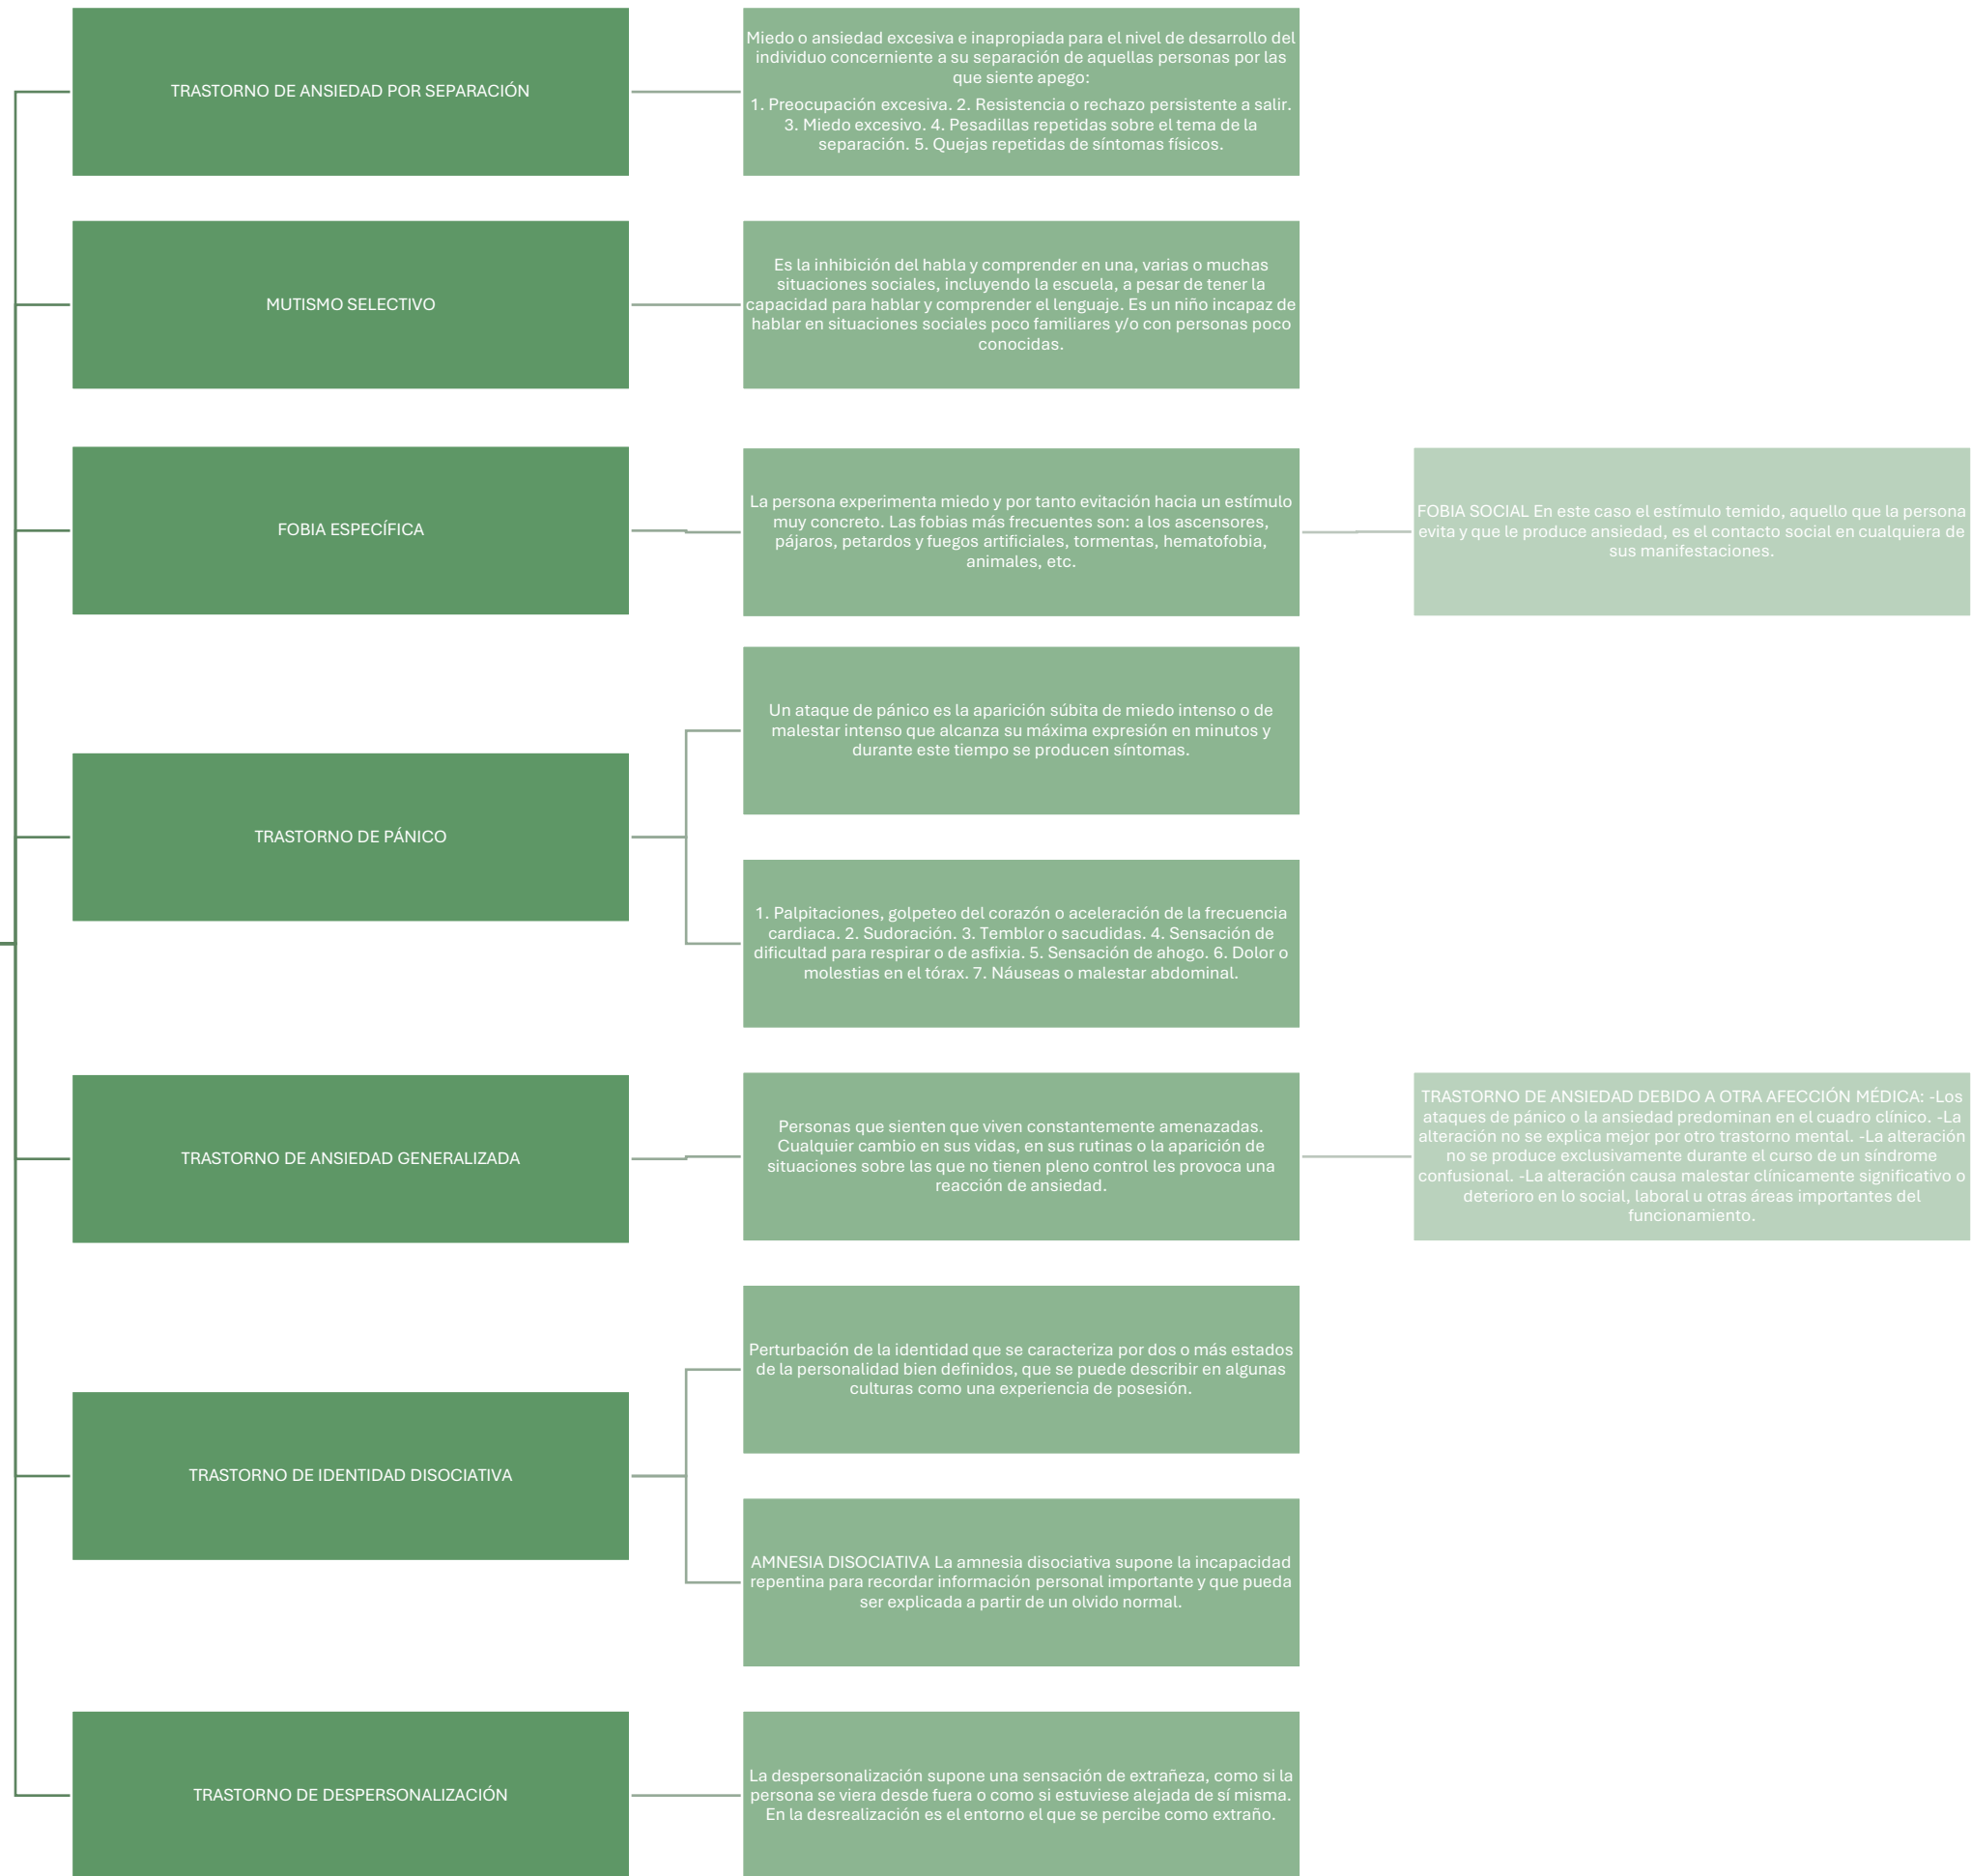 TRASTORNO DE ANSIEDAD POR SEPARACIÓN
Miedo o ansiedad excesiva e inapropiada para el nivel de desarrollo del
individuo concerniente a su separación de aquellas personas por las
que siente apego:
1. Preocupación excesiva. 2. Resistencia o rechazo persistente a salir.
3. Miedo excesivo. 4. Pesadillas repetidas sobre el tema de la
separación. 5. Quejas repetidas de síntomas físicos.
MUTISMO SELECTIVO
Es la inhibición del habla y comprender en una, varias o muchas
situaciones sociales, incluyendo la escuela, a pesar de tener la
capacidad para hablar y comprender el lenguaje. Es un niño incapaz de
hablar en situaciones sociales poco familiares y/o con personas poco
conocidas.
FOBIA ESPECÍFICA
La persona experimenta miedo y por tanto evitación hacia un estímulo
muy concreto. Las fobias más frecuentes son: a los ascensores,
pájaros, petardos y fuegos artificiales, tormentas, hematofobia,
animales, etc.
FOBIA SOCIAL En este caso el estímulo temido, aquello que la persona
evita y que le produce ansiedad, es el contacto social en cualquiera de
sus manifestaciones.
TRASTORNO DE PÁNICO
Un ataque de pánico es la aparición súbita de miedo intenso o de
malestar intenso que alcanza su máxima expresión en minutos y
durante este tiempo se producen síntomas.
1. Palpitaciones, golpeteo del corazón o aceleración de la frecuencia
cardiaca. 2. Sudoración. 3. Temblor o sacudidas. 4. Sensación de
dificultad para respirar o de asfixia. 5. Sensación de ahogo. 6. Dolor o
molestias en el tórax. 7. Náuseas o malestar abdominal.
TRASTORNO DE ANSIEDAD GENERALIZADA
Personas que sienten que viven constantemente amenazadas.
Cualquier cambio en sus vidas, en sus rutinas o la aparición de
situaciones sobre las que no tienen pleno control les provoca una
reacción de ansiedad.
TRASTORNO DE ANSIEDAD DEBIDO A OTRA AFECCIÓN MÉDICA: -Los
ataques de pánico o la ansiedad predominan en el cuadro clínico. -La
alteración no se explica mejor por otro trastorno mental. -La alteración
no se produce exclusivamente durante el curso de un síndrome
confusional. -La alteración causa malestar clínicamente significativo o
deterioro en lo social, laboral u otras áreas importantes del
funcionamiento.
TRASTORNO DE IDENTIDAD DISOCIATIVA
Perturbación de la identidad que se caracteriza por dos o más estados
de la personalidad bien definidos, que se puede describir en algunas
culturas como una experiencia de posesión.
AMNESIA DISOCIATIVA La amnesia disociativa supone la incapacidad
repentina para recordar información personal importante y que pueda
ser explicada a partir de un olvido normal.
TRASTORNO DE DESPERSONALIZACIÓN
La despersonalización supone una sensación de extrañeza, como si la
persona se viera desde fuera o como si estuviese alejada de sí misma.
En la desrealización es el entorno el que se percibe como extraño.